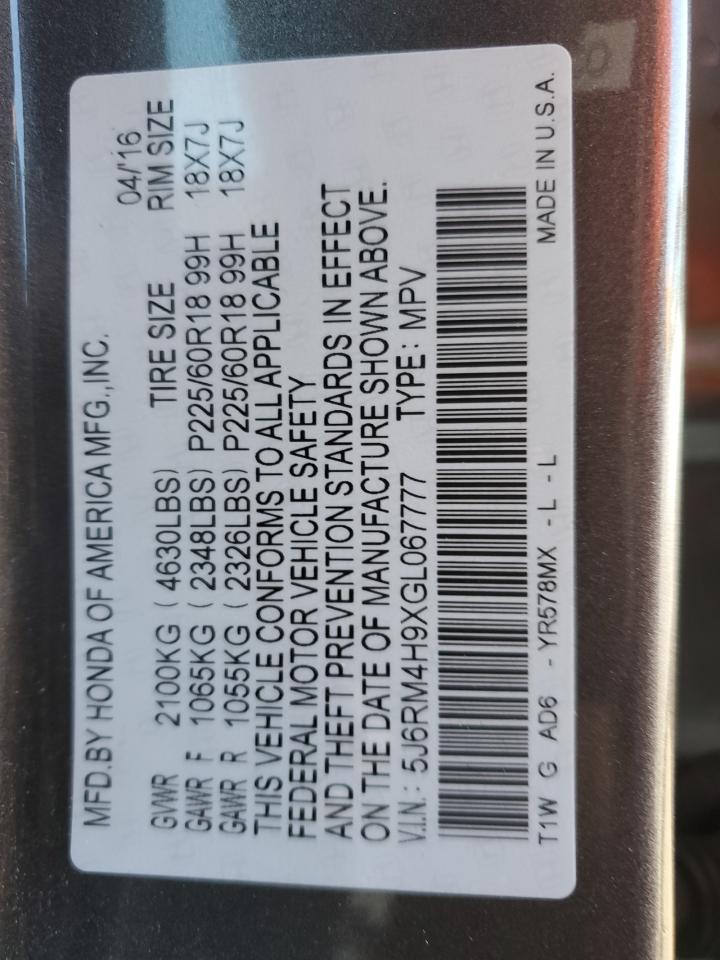 MFD.BY HONDA OF AMERICA MFG.,INC. 04/'16
GVWR 2100KG ( 4630LBS) TIRE SIZE RIM SIZE
GAWR F 1065KG ( 2348LBS) P225/60R18 99H 18X7J
GAWR R 1055KG ( 2326LBS) P225/60R18 99H 18X7J
THIS VEHICLE CONFORMS TO ALL APPLICABLE
FEDERAL MOTOR VEHICLE SAFETY
AND THEFT PREVENTION STANDARDS IN EFFECT
ON THE DATE OF MANUFACTURE SHOWN ABOVE.
V.I.N.: 5J6RM4H9XGL067777 TYPE: MPV
T1W G AD6 - YR578MX - L - L MADE IN U.S.A.